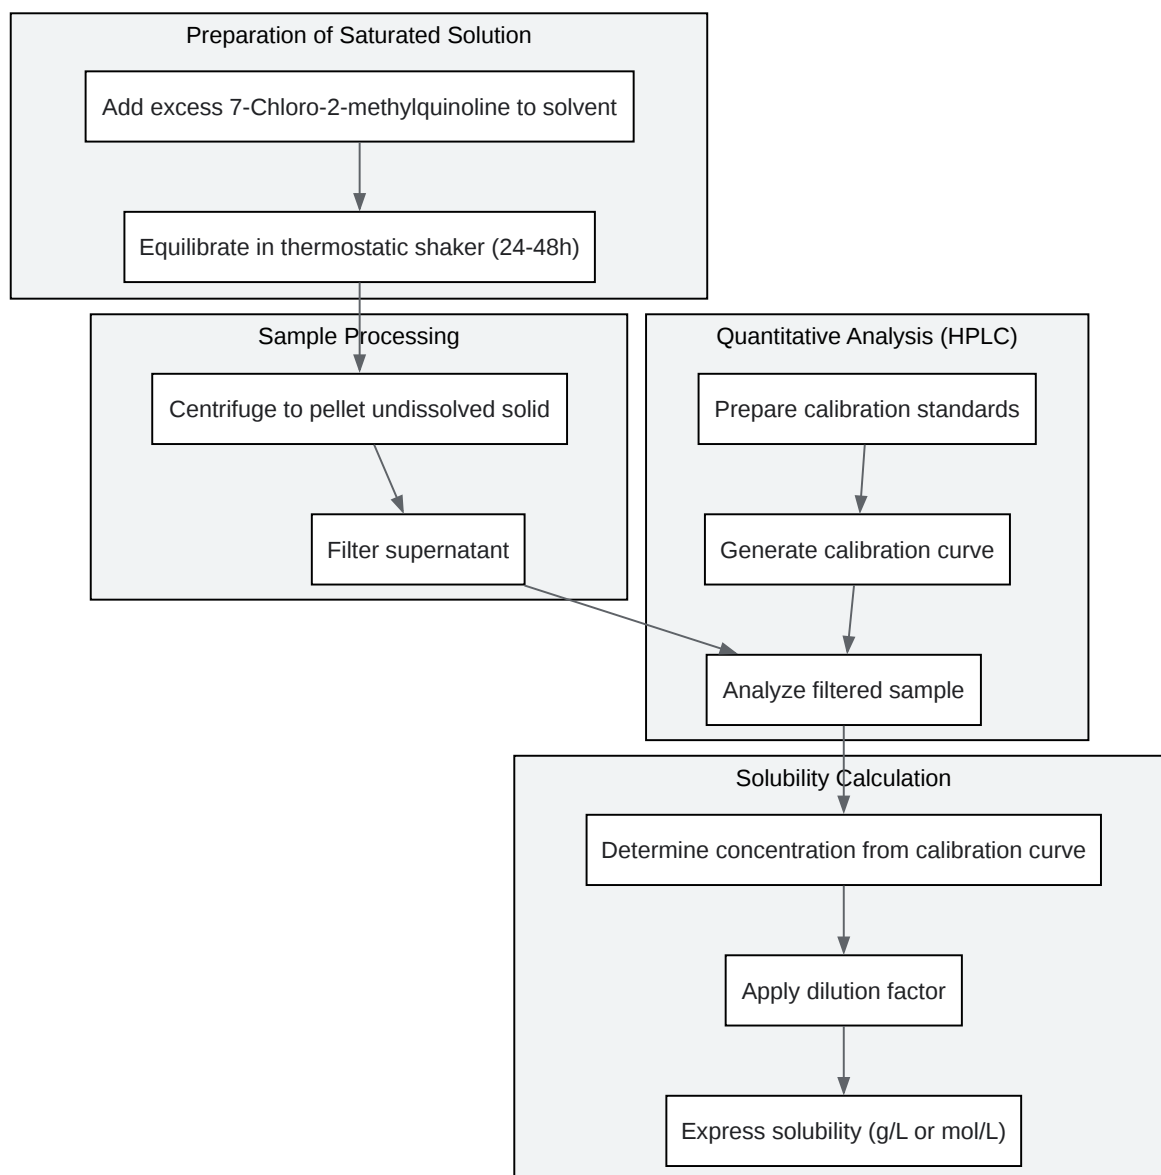 Preparation of Saturated Solution
Add excess 7-Chloro-2-methylquinoline to solvent
Equilibrate in thermostatic shaker (24-48h)
Sample Processing
Centrifuge to pellet undissolved solid
Filter supernatant
Quantitative Analysis (HPLC)
Prepare calibration standards
Generate calibration curve
Analyze filtered sample
Solubility Calculation
Determine concentration from calibration curve
Apply dilution factor
Express solubility (g/L or mol/L)